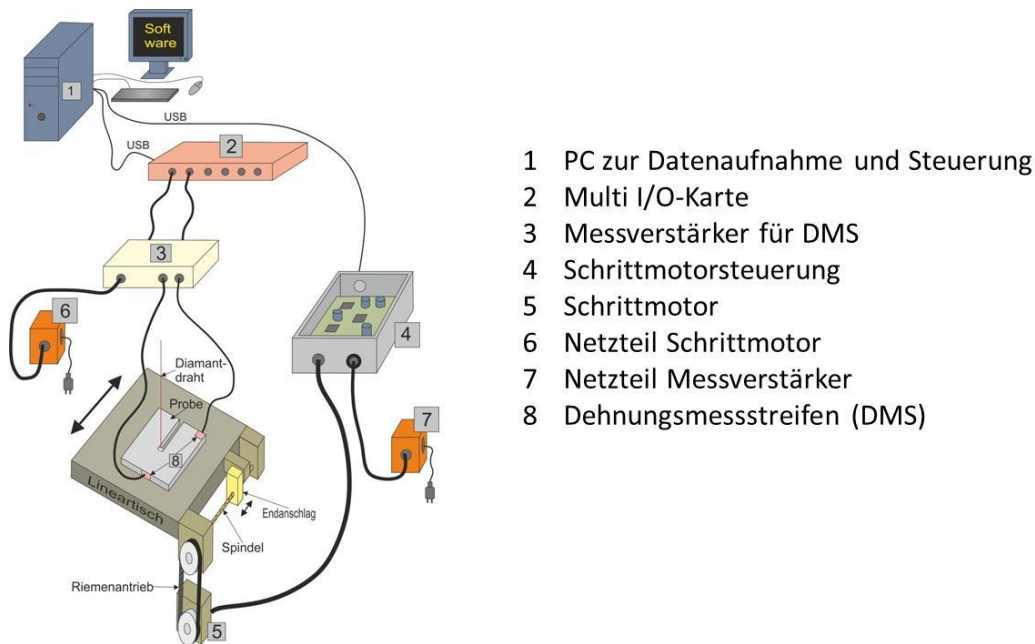 Soft
ware
1
USB
USB
2
3
6
4
Diamant-
draht
Probe
7
8
Lineartisch
Endanschlag
Spindel
Riemenantrieb
5
1 PC zur Datenaufnahme und Steuerung
2 Multi I/O-Karte
3 Messverstärker für DMS
4 Schrittmotorsteuerung
5 Schrittmotor
6 Netzteil Schrittmotor
7 Netzteil Messverstärker
8 Dehnungsmessstreifen (DMS)